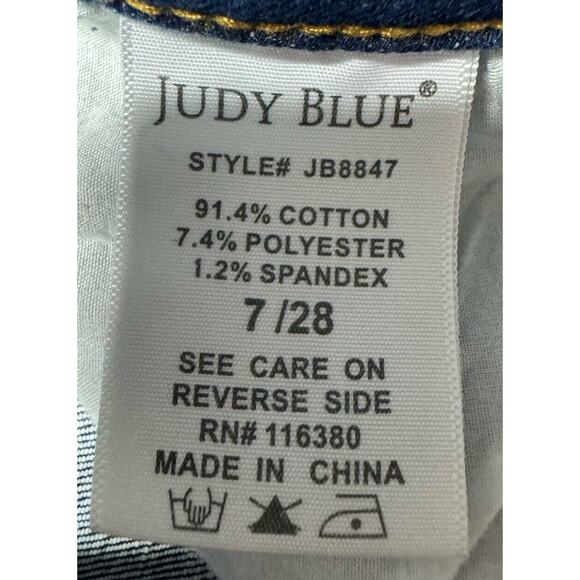 JUDY BLUE®
STYLE# JB8847
91.4% COTTON
7.4% POLYESTER
1.2% SPANDEX
7 /28
SEE CARE ON
REVERSE SIDE
RN# 116380
MADE IN CHINA